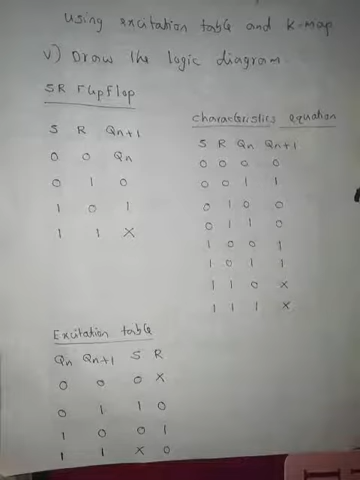 using excitation table and K-map
v) Draw the logic diagram
SR FlipFlop
S R Qn+1
0 0 Qn
0 1 0
1 0 1
1 1 X
characteristics equation
S R Qn Qn+1
0 0 0 0
0 0 1 1
0 1 0 0
0 1 1 0
1 0 0 1
1 0 1 1
1 1 0 X
1 1 1 X
Excitation table
Qn Qn+1 S R
0 0 0 X
0 1 1 0
1 0 0 1
1 1 X 0